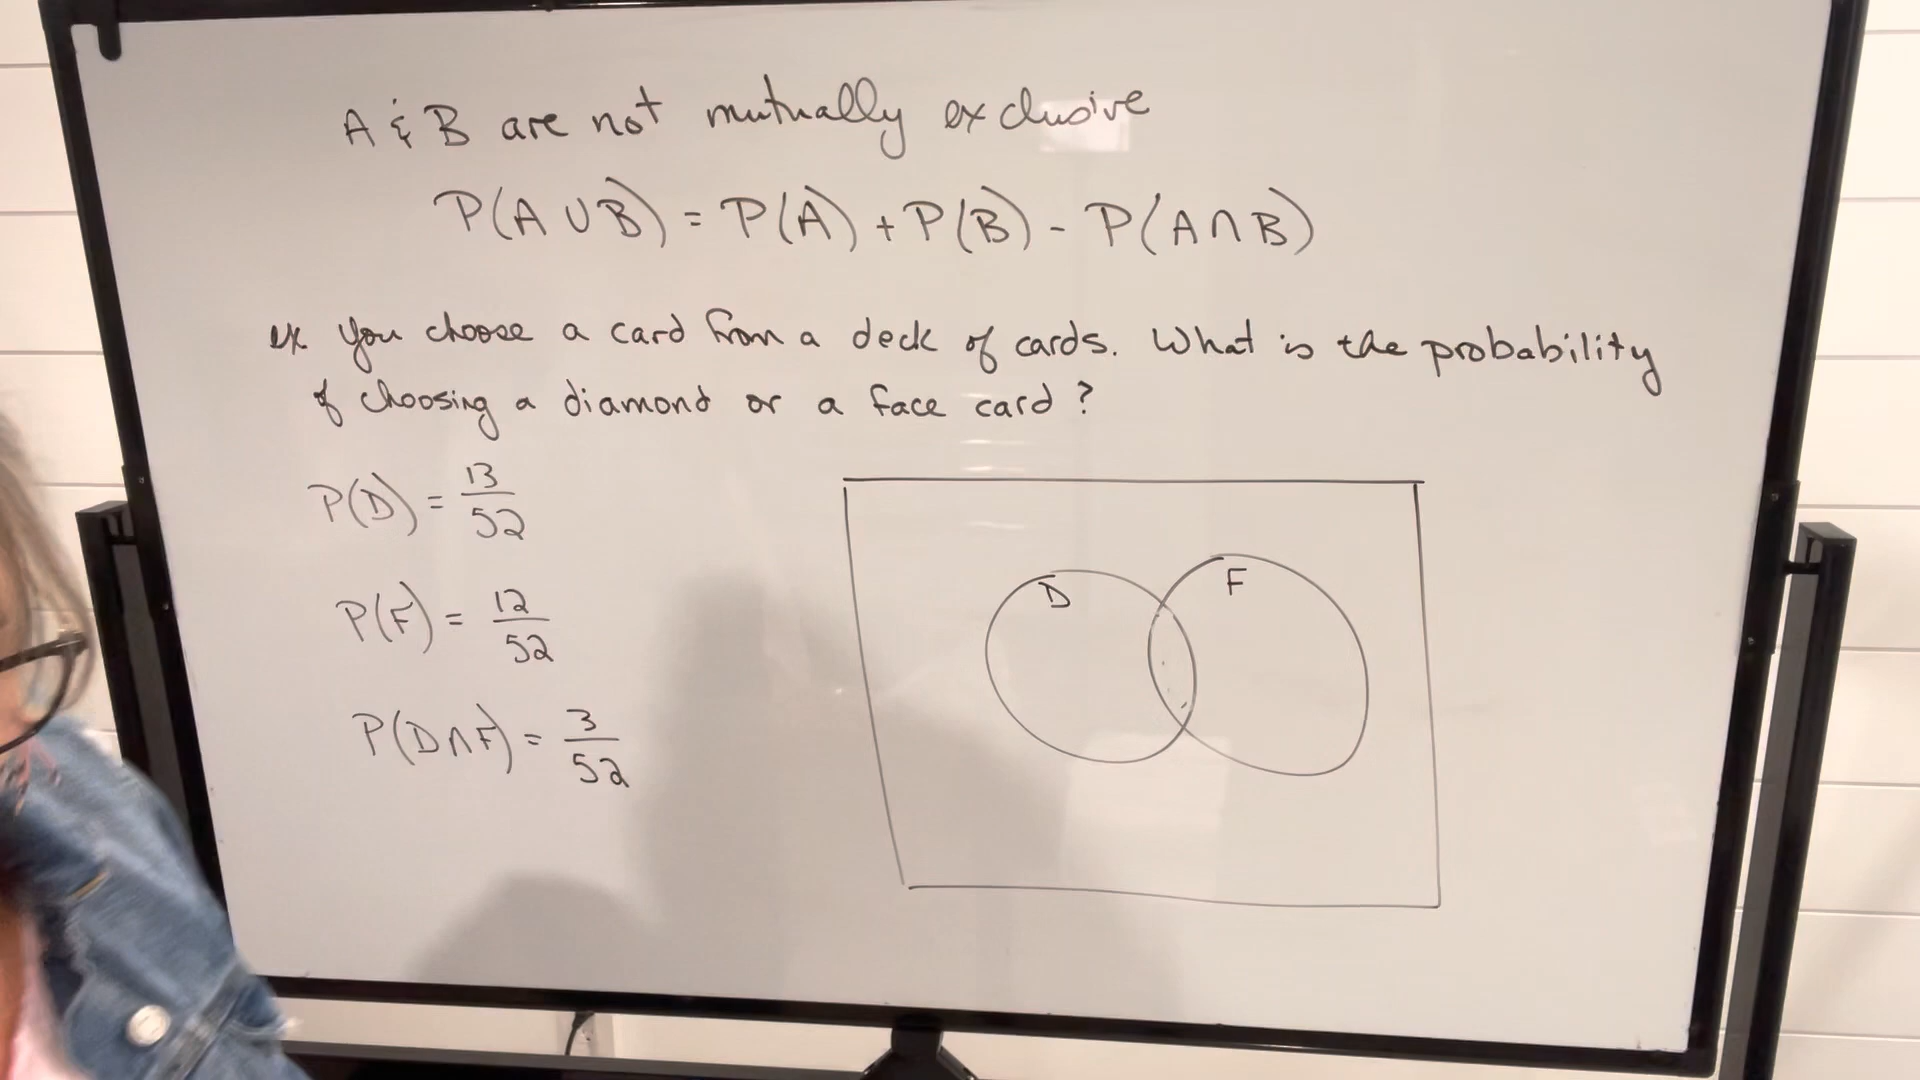 A & B are not mutually exclusive
P(A ∪ B) = P(A) + P(B) - P(A ∩ B)
ex You choose a card from a deck of cards. What is the probability
of choosing a diamond or a face card?
P(D) = 13/52
P(F) = 12/52
P(D∩F) = 3/52
D F